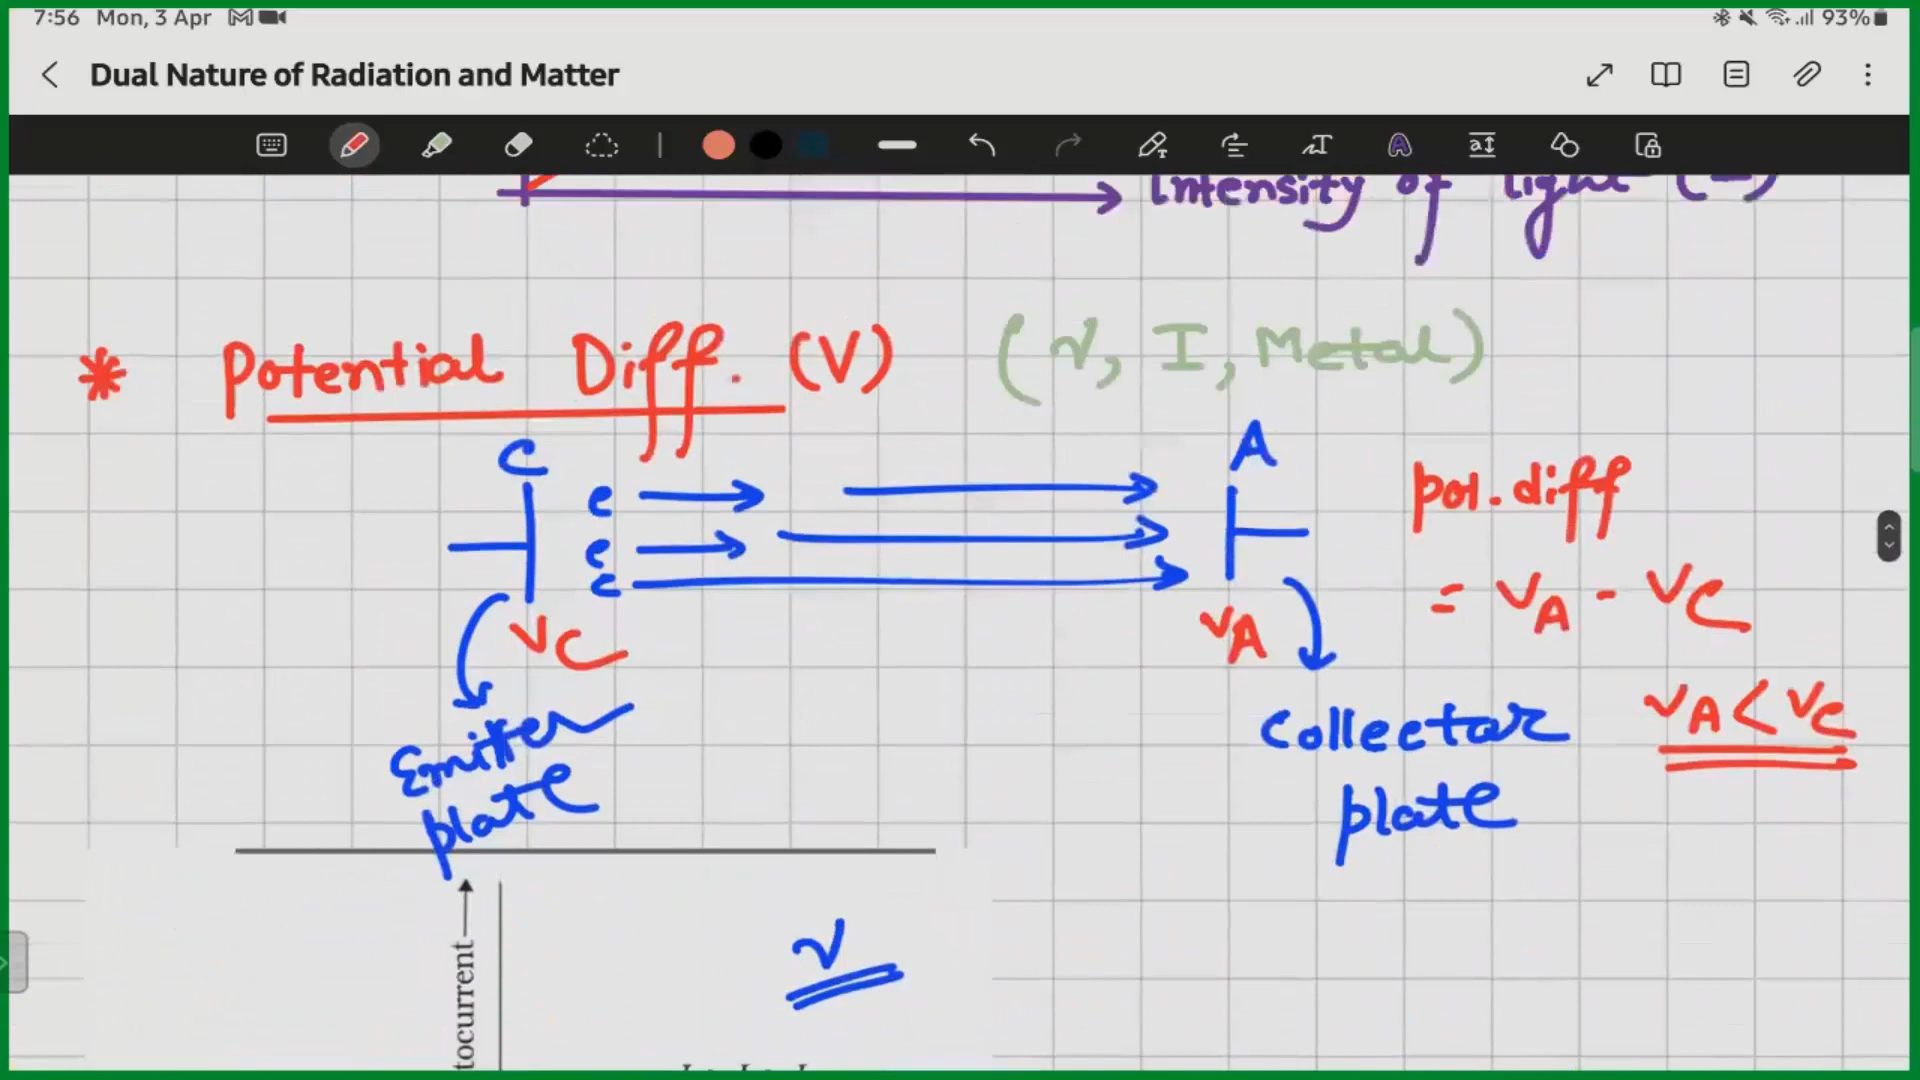 7:56 Mon, 3 Apr 93%
Dual Nature of Radiation and Matter
Intensity of light
* Potential Diff. (V) (ν, I, Metal)
C A
e
e
e
pot. diff
= VA - VC
VC VA
VA < VC
Emitter plate
Collector plate
tocurrent
ν